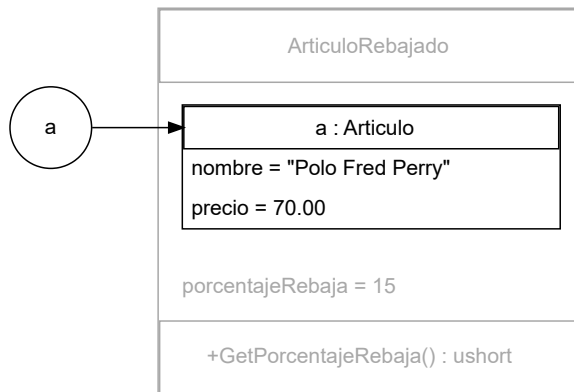 ArticuloRebajado
a
a : Articulo
nombre = "Polo Fred Perry"
precio = 70.00
porcentajeRebaja = 15
+GetPorcentajeRebaja() : ushort